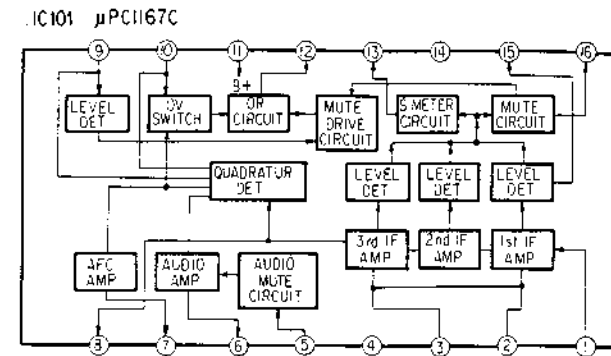 IC101 μPC1167C
9 10 11 12 13 14 15 16
B+
LEVEL DET
OR CIRCUIT
MUTE DRIVE CIRCUIT
S METER CIRCUIT
MUTE CIRCUIT
SWITCH
QUADRATUR DET
LEVEL DET
LEVEL DET
LEVEL DET
AFC AMP
AUDIO AMP
AUDIO MUTE CIRCUIT
3rd IF AMP
2nd IF AMP
1st IF AMP
8 7 6 5 4 3 2 1